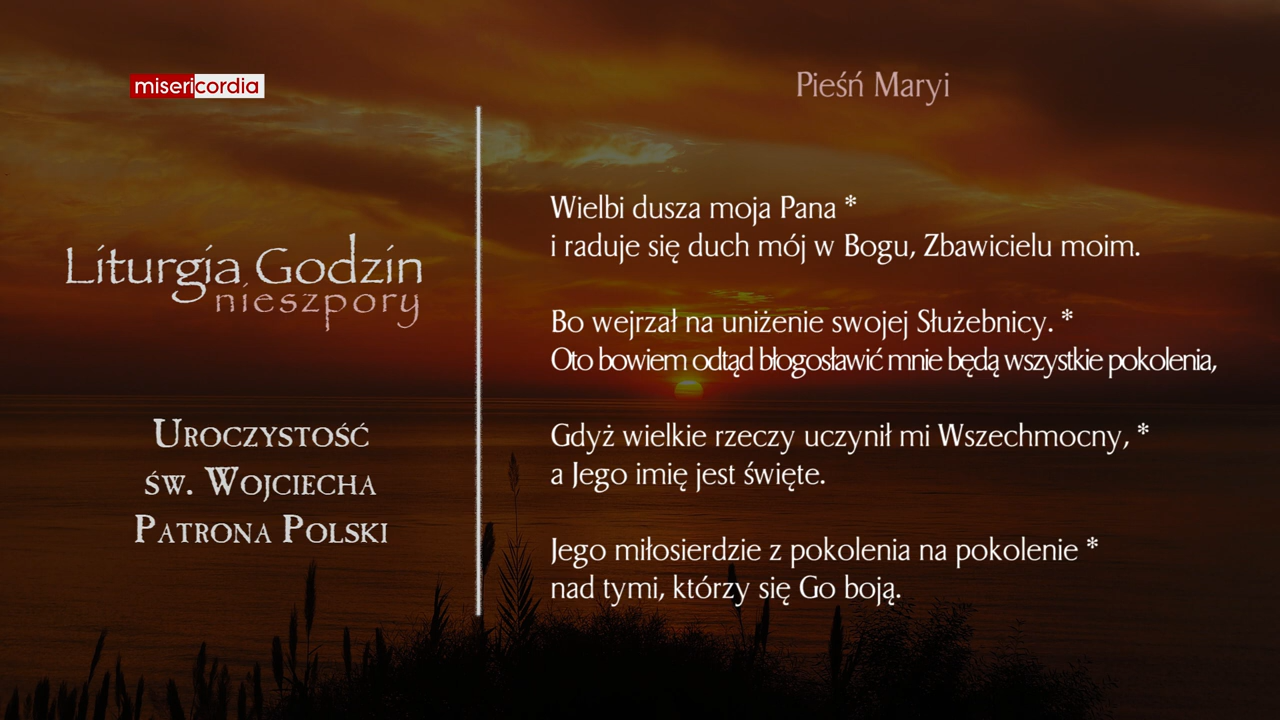 misericordia
Liturgia Godzin
nieszpory
Uroczystość
św. Wojciecha
Patrona Polski
Pieśń Maryi
Wielbi dusza moja Pana *
i raduje się duch mój w Bogu, Zbawicielu moim.
Bo wejrzał na uniżenie swojej Służebnicy. *
Oto bowiem odtąd błogosławić mnie będą wszystkie pokolenia,
Gdyż wielkie rzeczy uczynił mi Wszechmocny, *
a Jego imię jest święte.
Jego miłosierdzie z pokolenia na pokolenie *
nad tymi, którzy się Go boją.